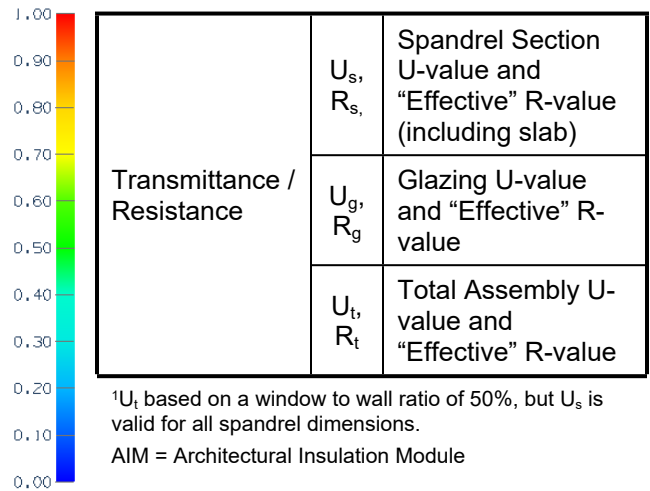 1.00
0.90
0.80
0.70
0.60
0.50
0.40
0.30
0.20
0.10
0.00
Transmittance /
Resistance
Us,
Rs,
Spandrel Section
U-value and
“Effective” R-value
(including slab)
Ug,
Rg
Glazing U-value
and “Effective” R-
value
Ut,
Rt
Total Assembly U-
value and
“Effective” R-value
¹Ut based on a window to wall ratio of 50%, but Us is
valid for all spandrel dimensions.
AIM = Architectural Insulation Module